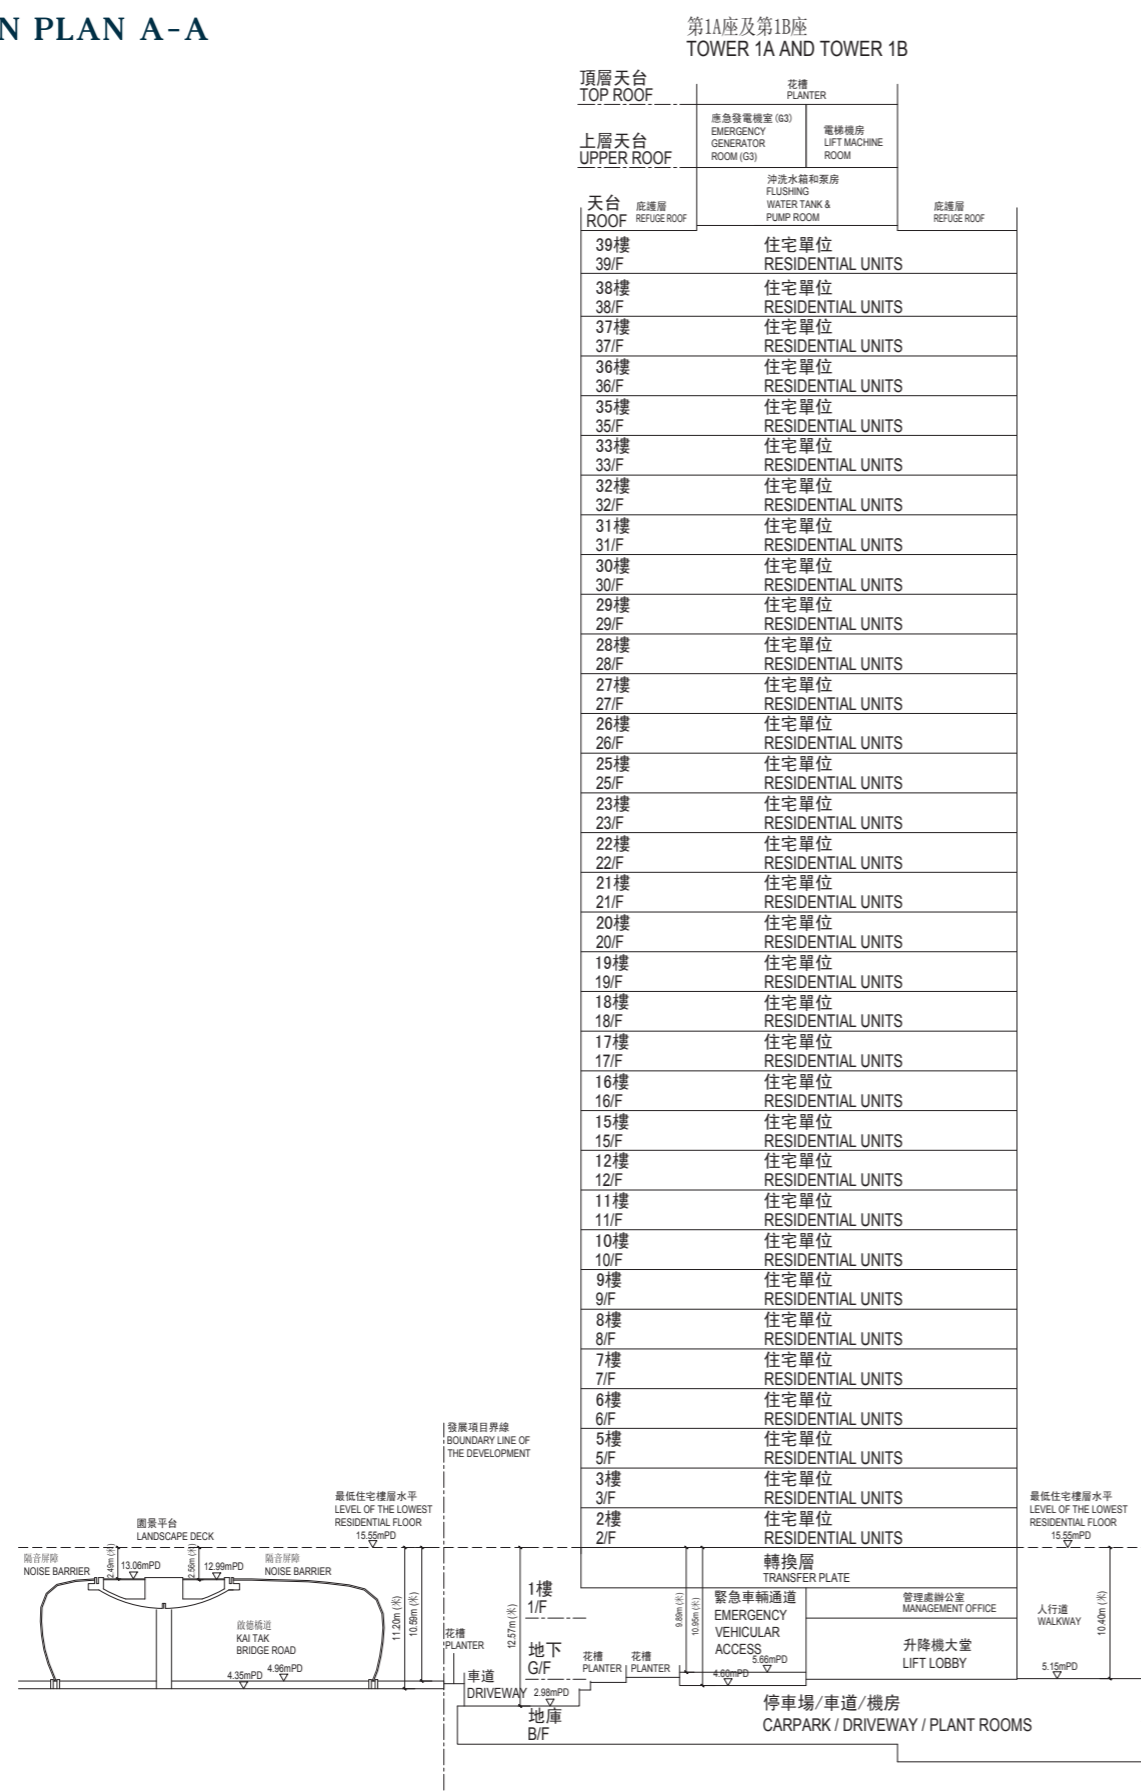 N PLAN A-A
第1A座及第1B座
TOWER 1A AND TOWER 1B
頂層天台
TOP ROOF
花槽
PLANTER
上層天台
UPPER ROOF
應急發電機室(G3)
EMERGENCY
GENERATOR
ROOM (G3)
電梯機房
LIFT MACHINE
ROOM
天台
ROOF
庇護層
REFUGE ROOF
沖洗水箱和泵房
FLUSHING
WATER TANK &
PUMP ROOM
庇護層
REFUGE ROOF
39樓 住宅單位
39/F RESIDENTIAL UNITS
38樓 住宅單位
38/F RESIDENTIAL UNITS
37樓 住宅單位
37/F RESIDENTIAL UNITS
36樓 住宅單位
36/F RESIDENTIAL UNITS
35樓 住宅單位
35/F RESIDENTIAL UNITS
33樓 住宅單位
33/F RESIDENTIAL UNITS
32樓 住宅單位
32/F RESIDENTIAL UNITS
31樓 住宅單位
31/F RESIDENTIAL UNITS
30樓 住宅單位
30/F RESIDENTIAL UNITS
29樓 住宅單位
29/F RESIDENTIAL UNITS
28樓 住宅單位
28/F RESIDENTIAL UNITS
27樓 住宅單位
27/F RESIDENTIAL UNITS
26樓 住宅單位
26/F RESIDENTIAL UNITS
25樓 住宅單位
25/F RESIDENTIAL UNITS
23樓 住宅單位
23/F RESIDENTIAL UNITS
22樓 住宅單位
22/F RESIDENTIAL UNITS
21樓 住宅單位
21/F RESIDENTIAL UNITS
20樓 住宅單位
20/F RESIDENTIAL UNITS
19樓 住宅單位
19/F RESIDENTIAL UNITS
18樓 住宅單位
18/F RESIDENTIAL UNITS
17樓 住宅單位
17/F RESIDENTIAL UNITS
16樓 住宅單位
16/F RESIDENTIAL UNITS
15樓 住宅單位
15/F RESIDENTIAL UNITS
12樓 住宅單位
12/F RESIDENTIAL UNITS
11樓 住宅單位
11/F RESIDENTIAL UNITS
10樓 住宅單位
10/F RESIDENTIAL UNITS
9樓 住宅單位
9/F RESIDENTIAL UNITS
8樓 住宅單位
8/F RESIDENTIAL UNITS
7樓 住宅單位
7/F RESIDENTIAL UNITS
6樓 住宅單位
6/F RESIDENTIAL UNITS
5樓 住宅單位
5/F RESIDENTIAL UNITS
3樓 住宅單位
3/F RESIDENTIAL UNITS
2樓 住宅單位
2/F RESIDENTIAL UNITS
轉換層
TRANSFER PLATE
發展項目界線
BOUNDARY LINE OF
THE DEVELOPMENT
最低住宅樓層水平
LEVEL OF THE LOWEST
RESIDENTIAL FLOOR
15.55mPD
最低住宅樓層水平
LEVEL OF THE LOWEST
RESIDENTIAL FLOOR
15.55mPD
園景平台
LANDSCAPE DECK
隔音屏障
NOISE BARRIER
2.49m (米)
13.06mPD
2.56m (米)
12.99mPD
隔音屏障
NOISE BARRIER
啟德橋道
KAI TAK
BRIDGE ROAD
4.35mPD
4.96mPD
11.20m (米)
10.59m (米)
花槽
PLANTER
車道
DRIVEWAY
12.57m (米)
2.98mPD
1樓
1/F
地下
G/F
地庫
B/F
花槽
PLANTER
花槽
PLANTER
9.89m (米)
10.95m (米)
緊急車輛通道
EMERGENCY
VEHICULAR
ACCESS
5.66mPD
4.60mPD
管理處辦公室
MANAGEMENT OFFICE
升降機大堂
LIFT LOBBY
人行道
WALKWAY
5.15mPD
10.40m (米)
停車場/車道/機房
CARPARK / DRIVEWAY / PLANT ROOMS